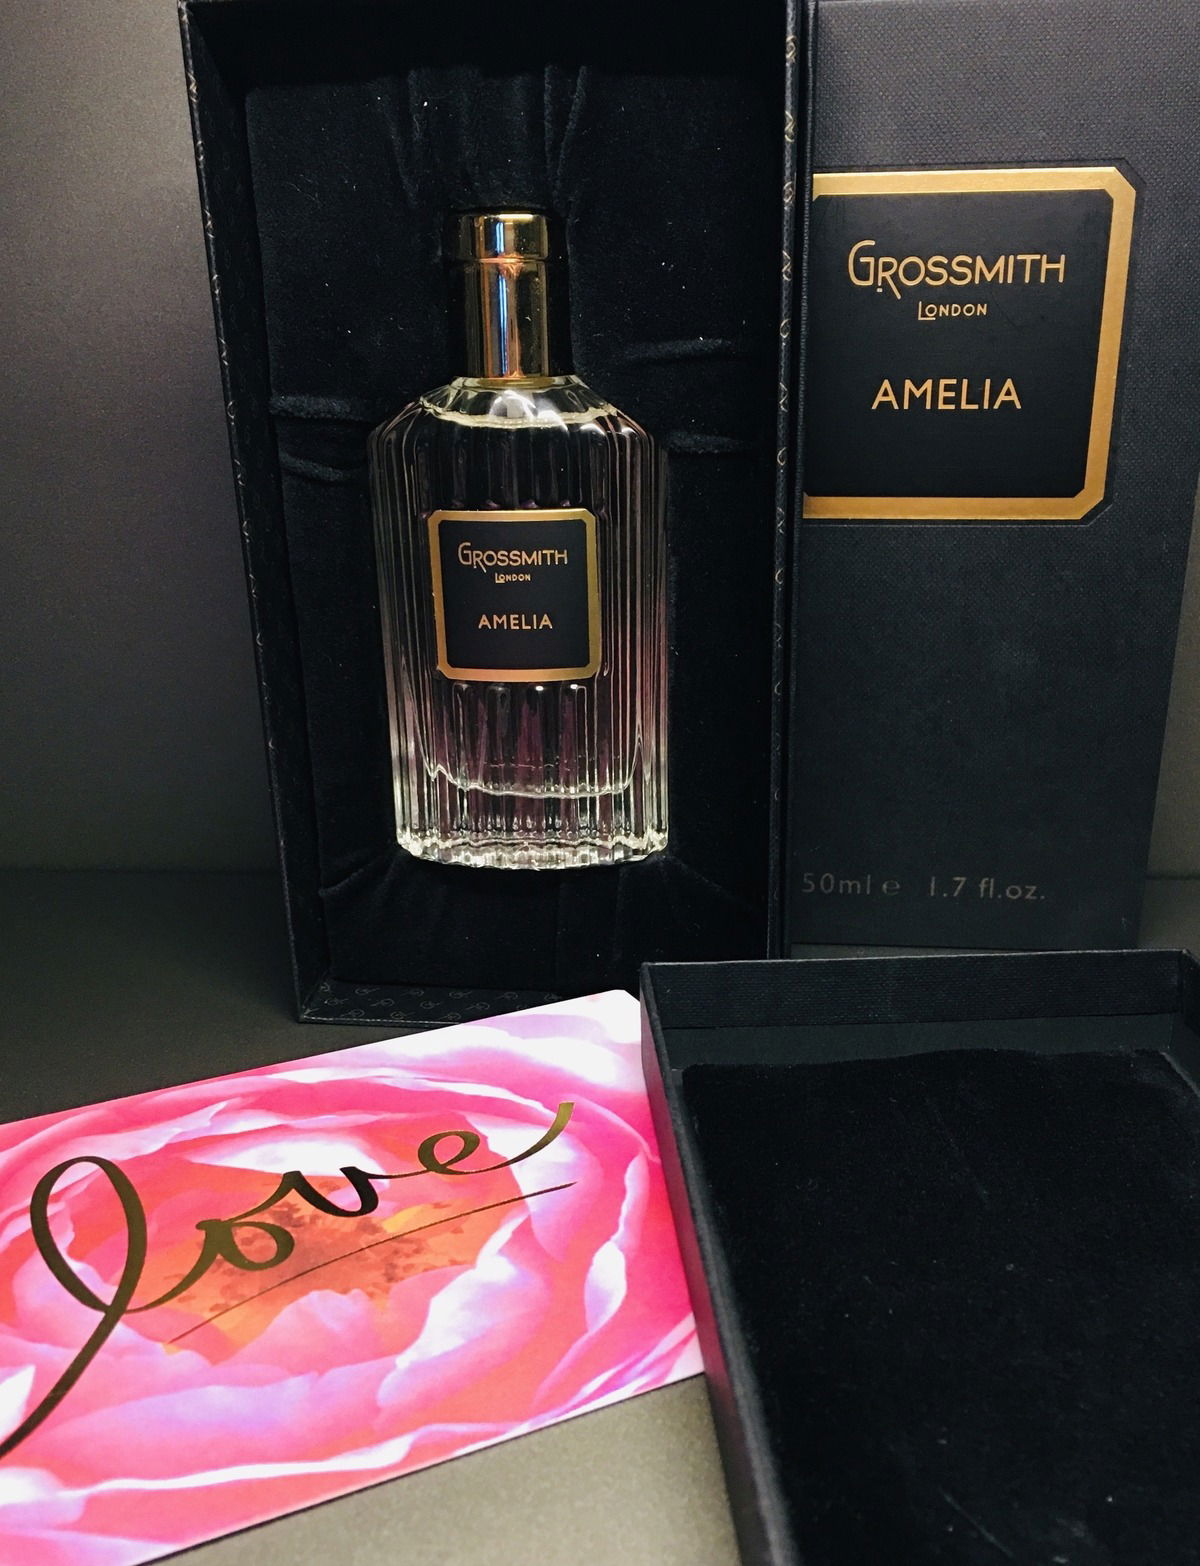 GROSSMITH
LONDON
AMELIA
GROSSMITH
LONDON
AMELIA
50ml e 1.7 fl.oz.
love